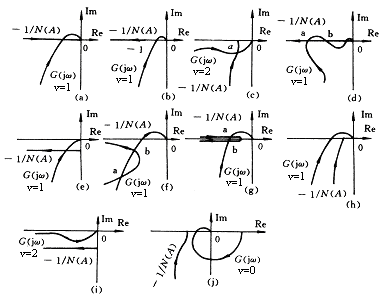 Im
- 1/N(A)
Re
0
G(jω)
v=1
(a)
Im
- 1/N(A)
Re
-1
0
G(jω)
v=1
(b)
Im
- 1/N(A)
a
Re
0
G(jω)
v=2
- 1/N(A)
(c)
Im
- 1/N(A)
Re
a
b
0
G(jω)
v=1
(d)
Im
Re
0
- 1/N(A)
G(jω)
v=1
(e)
Im
- 1/N(A)
Re
b
0
a
G(jω)
v=1
(f)
Im
- 1/N(A)
a
Re
b
0
G(jω)
v=1
(g)
Im
Re
0
G(jω)
v=1
- 1/N(A)
(h)
Im
Re
0
G(jω)
v=2
- 1/N(A)
(i)
Im
Re
0
- 1/N(A)
G(jω)
v=0
(j)